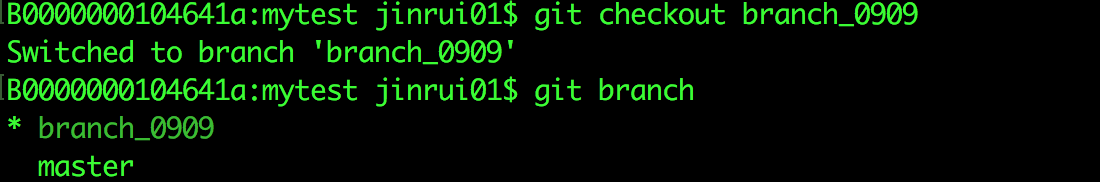 B0000000104641a:mytest jinrui01$ git checkout branch_0909
Switched to branch 'branch_0909'
B0000000104641a:mytest jinrui01$ git branch
* branch_0909
  master